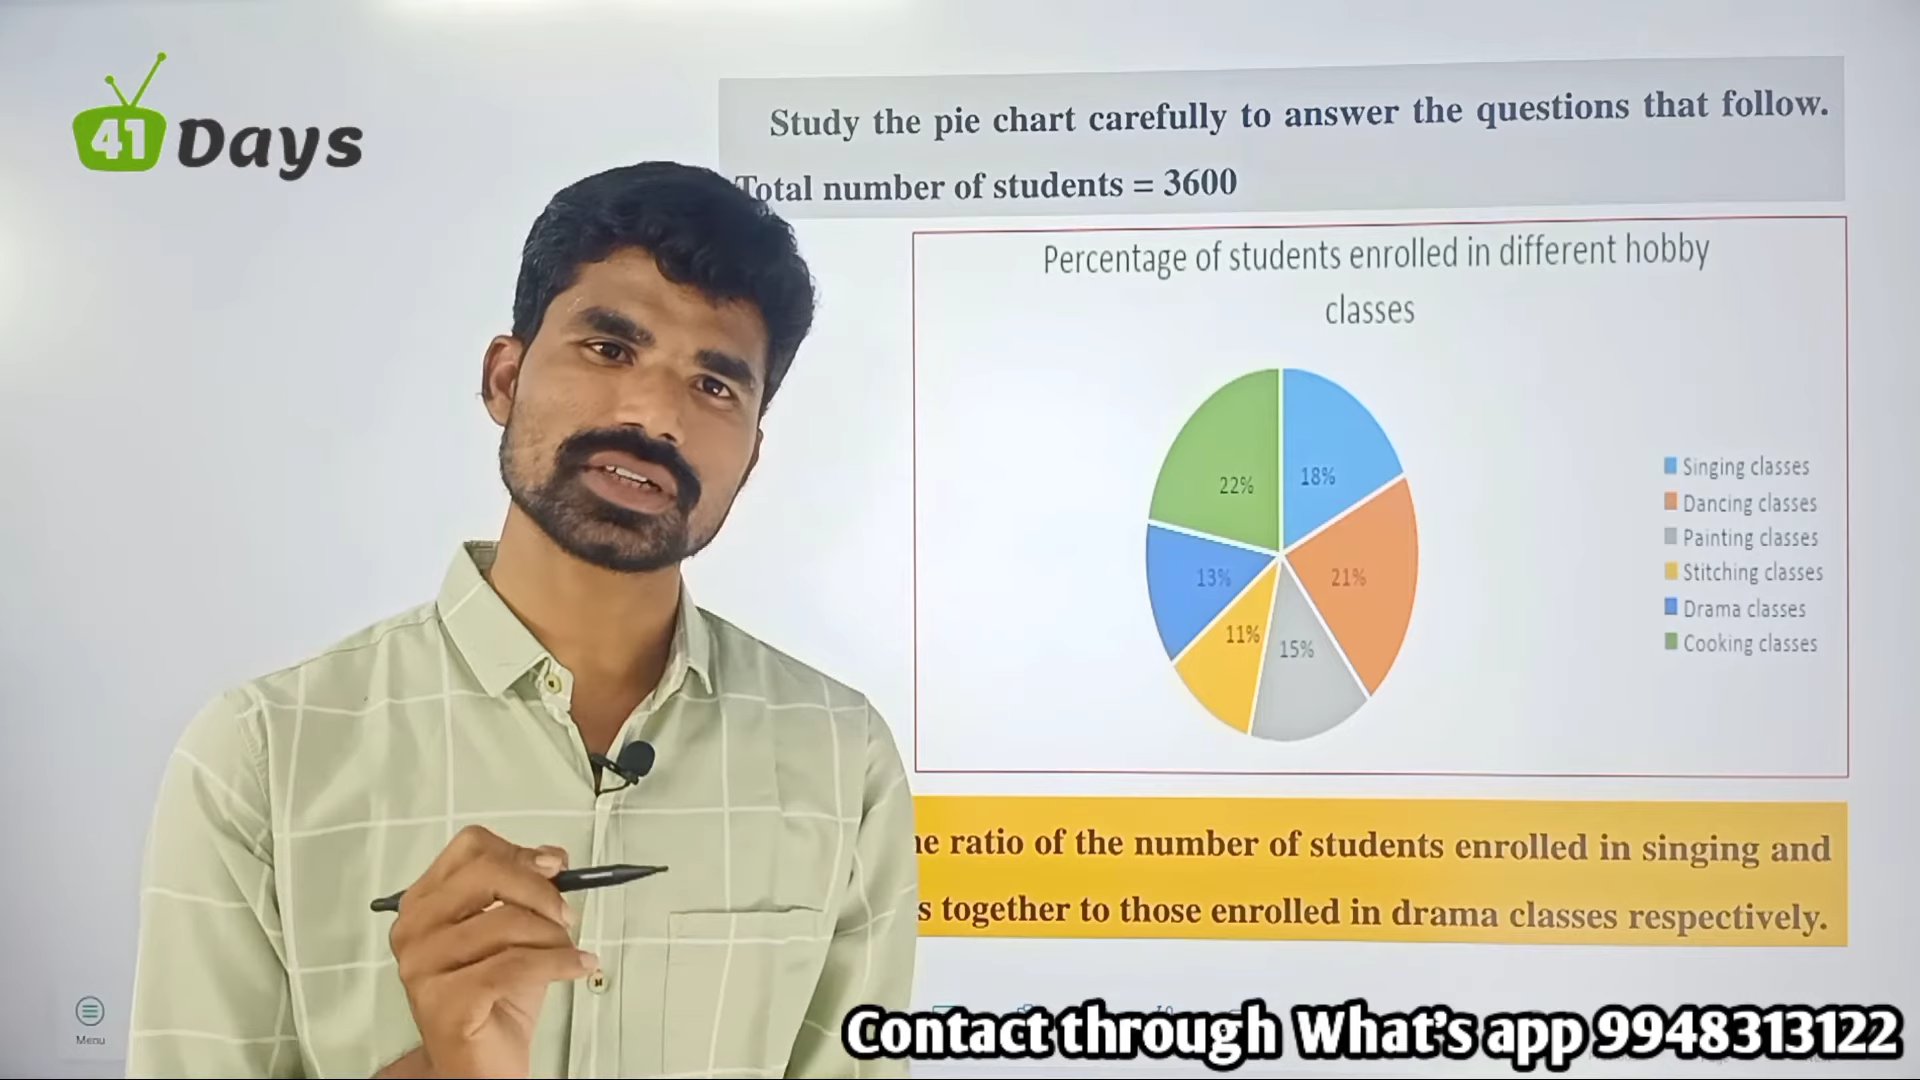 41 Days
Study the pie chart carefully to answer the questions that follow.
Total number of students = 3600
Percentage of students enrolled in different hobby
classes
22%
18%
21%
13%
11%
15%
Singing classes
Dancing classes
Painting classes
Stitching classes
Drama classes
Cooking classes
ratio of the number of students enrolled in singing and
together to those enrolled in drama classes respectively.
Menu
Contact through What's app 9948313122